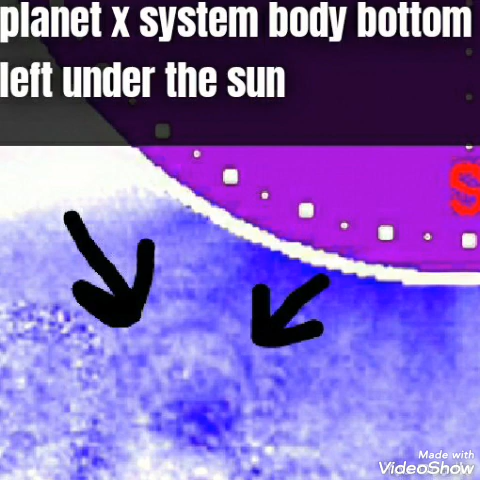 planet x system body bottom
left under the sun
S
Made with
VideoShow